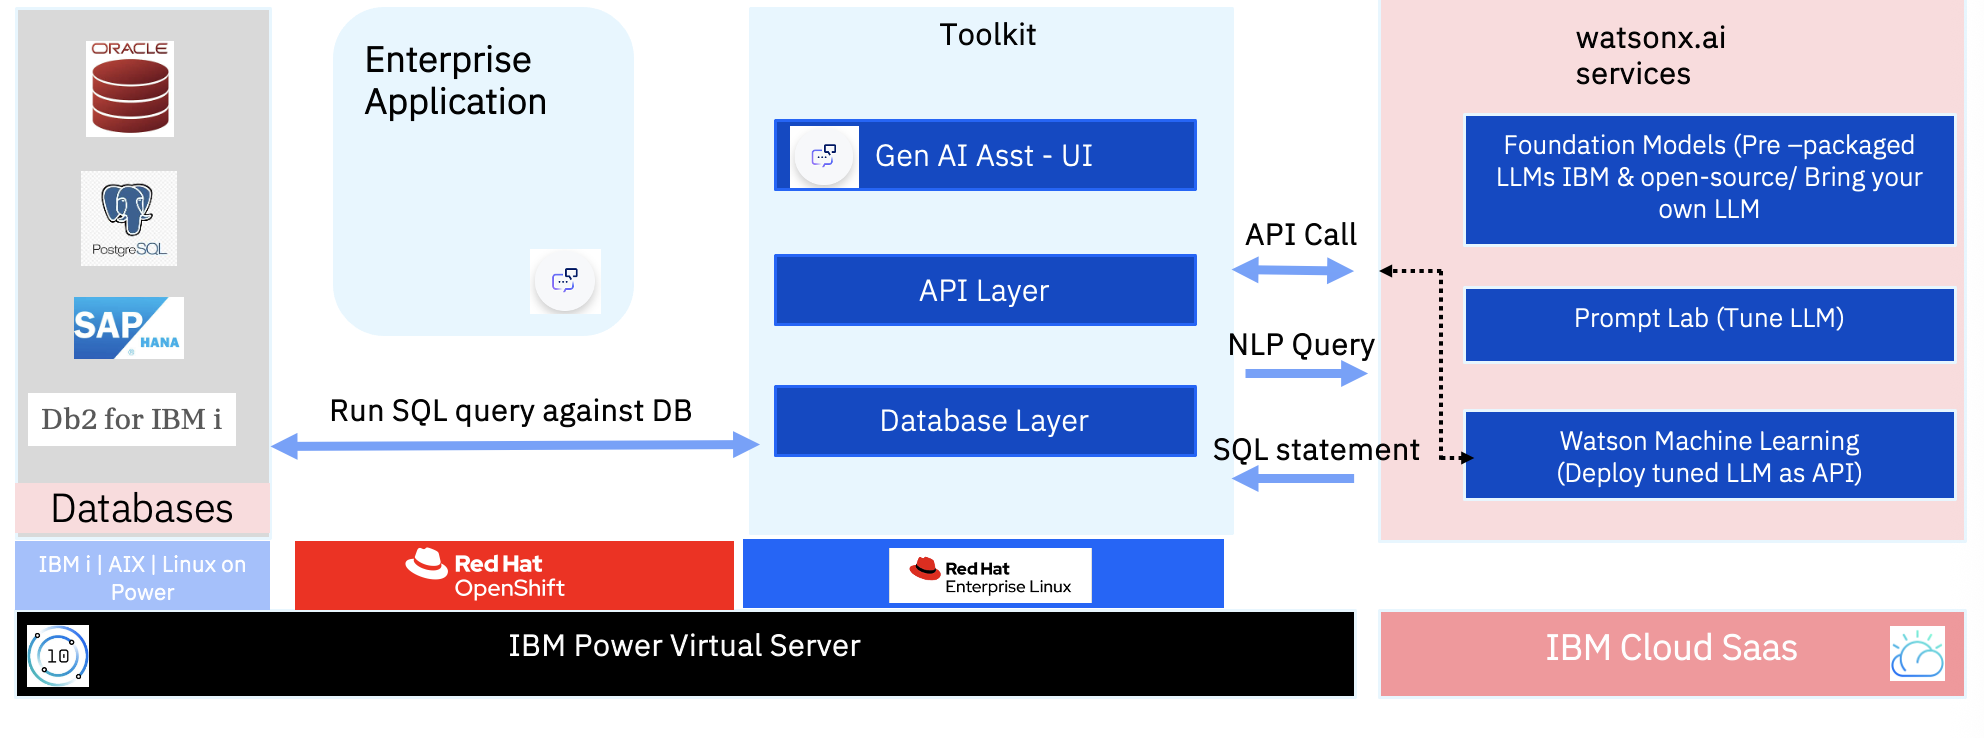 ORACLE
PostgreSQL
SAP
®
HANA
Db2 for IBM i
Databases
IBM i | AIX | Linux on
Power
Enterprise
Application
Run SQL query against DB
Red Hat
OpenShift
Toolkit
Gen AI Asst - UI
API Layer
Database Layer
Red Hat
Enterprise Linux
API Call
NLP Query
SQL statement
watsonx.ai
services
Foundation Models (Pre –packaged
LLMs IBM & open-source/ Bring your
own LLM
Prompt Lab (Tune LLM)
Watson Machine Learning
(Deploy tuned LLM as API)
10
IBM Power Virtual Server
IBM Cloud Saas